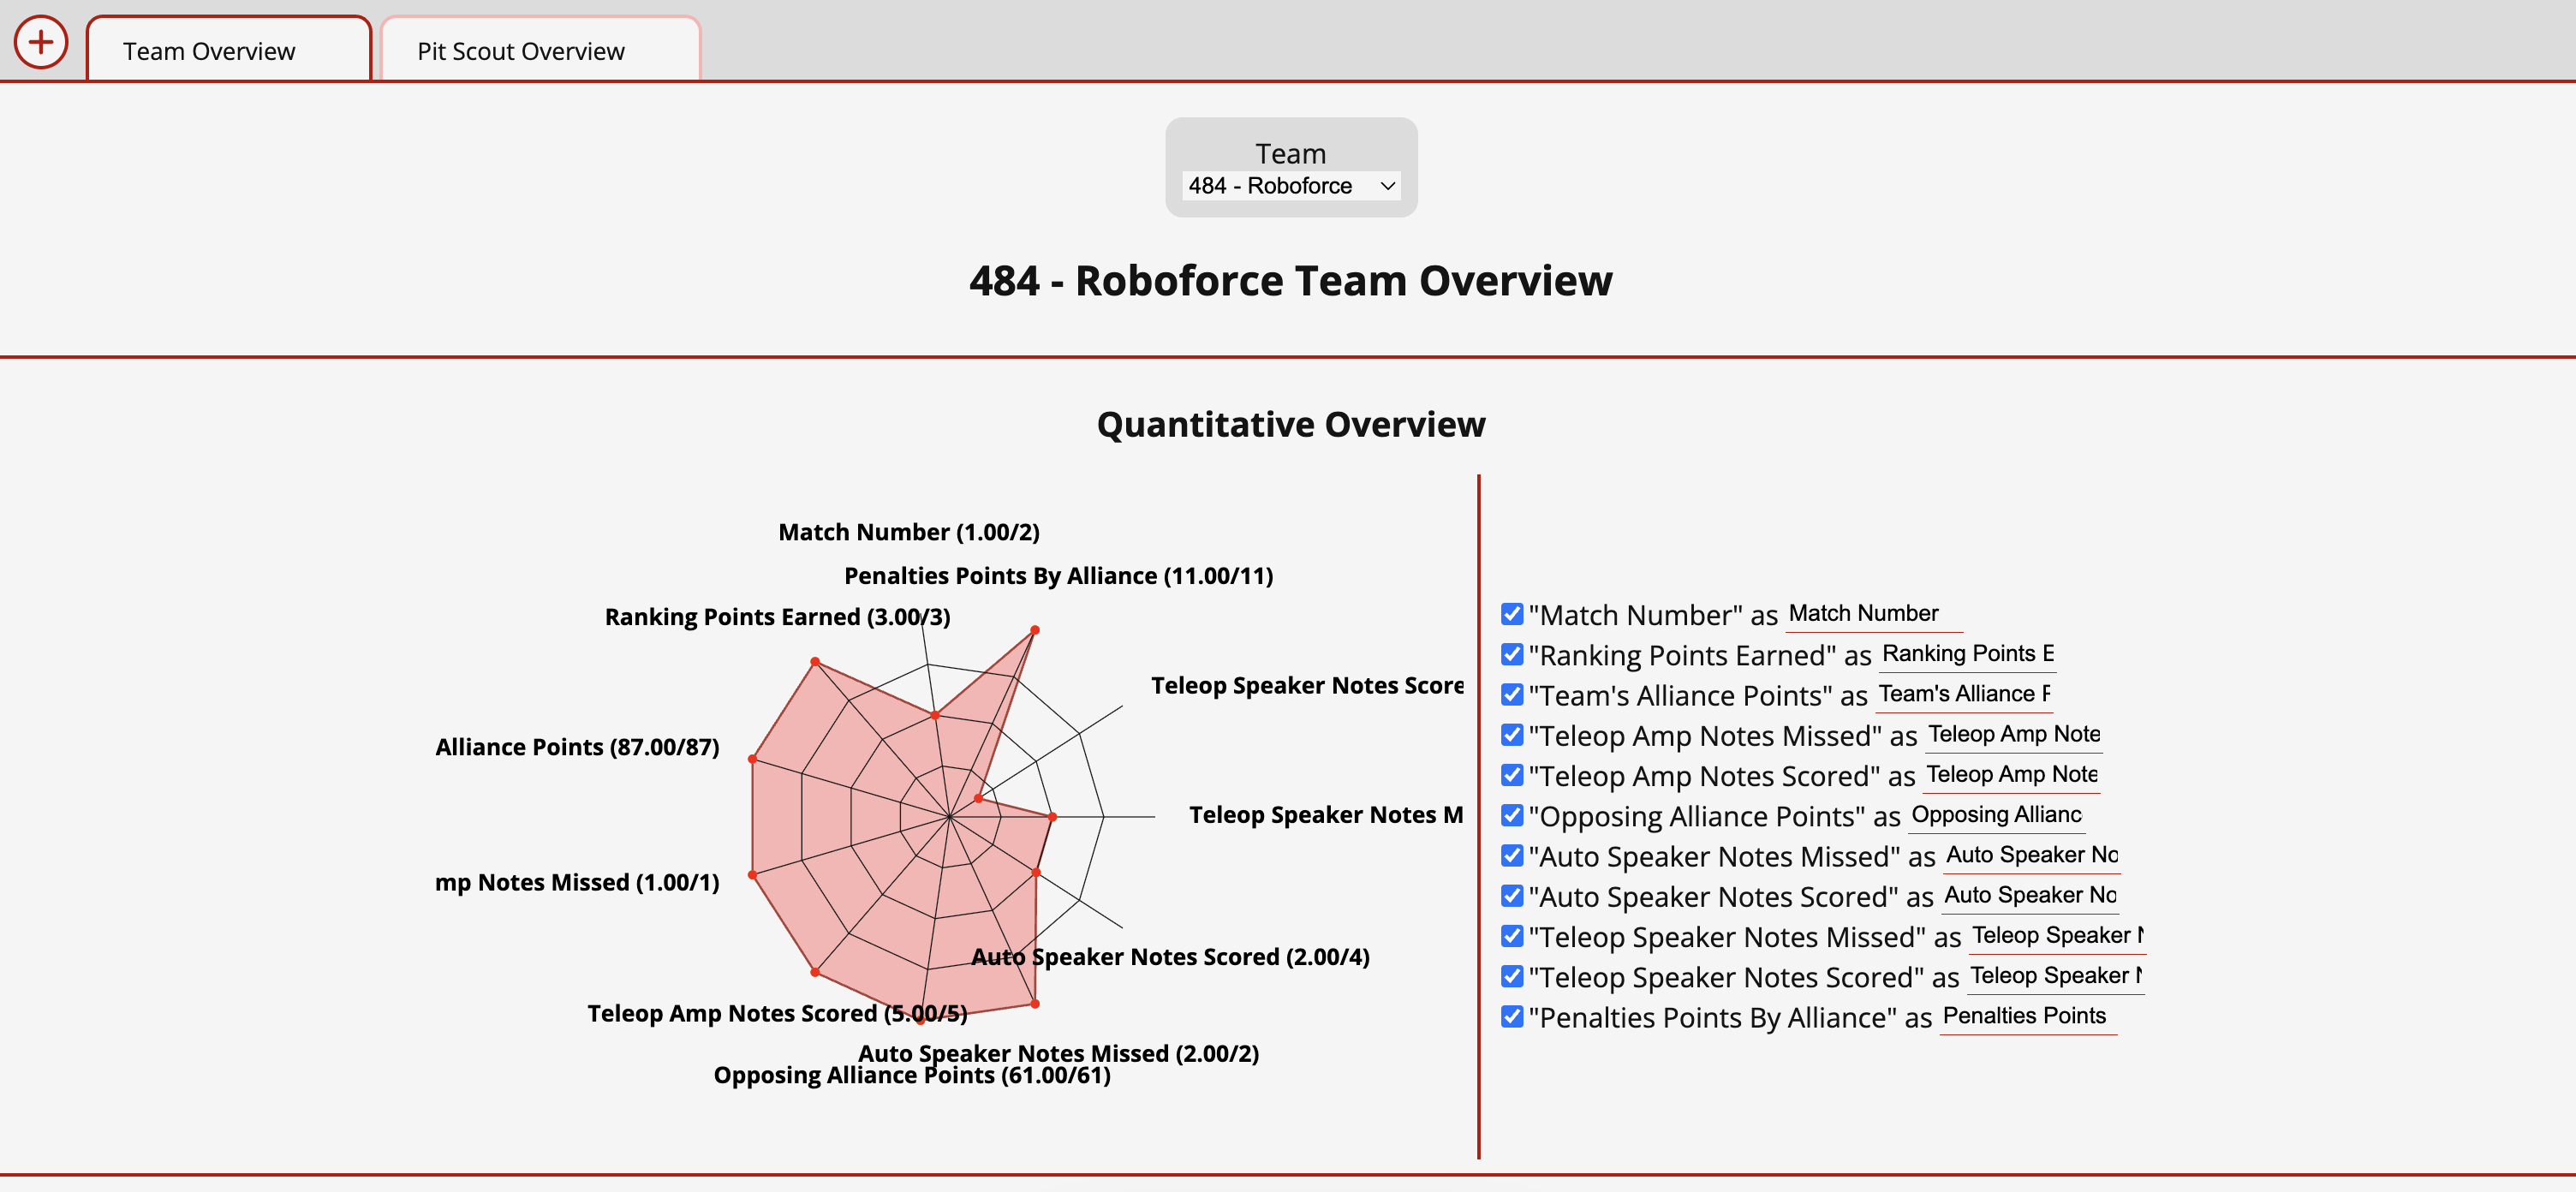 Team Overview
Pit Scout Overview
Team
484 - Roboforce
484 - Roboforce Team Overview
Quantitative Overview
Match Number (1.00/2)
Penalties Points By Alliance (11.00/11)
Ranking Points Earned (3.00/3)
Teleop Speaker Notes Score
Alliance Points (87.00/87)
Teleop Speaker Notes M
mp Notes Missed (1.00/1)
Auto Speaker Notes Scored (2.00/4)
Teleop Amp Notes Scored (5.00/5)
Auto Speaker Notes Missed (2.00/2)
Opposing Alliance Points (61.00/61)
"Match Number" as Match Number
"Ranking Points Earned" as Ranking Points E
"Team's Alliance Points" as Team's Alliance P
"Teleop Amp Notes Missed" as Teleop Amp Note
"Teleop Amp Notes Scored" as Teleop Amp Note
"Opposing Alliance Points" as Opposing Allianc
"Auto Speaker Notes Missed" as Auto Speaker No
"Auto Speaker Notes Scored" as Auto Speaker No
"Teleop Speaker Notes Missed" as Teleop Speaker N
"Teleop Speaker Notes Scored" as Teleop Speaker N
"Penalties Points By Alliance" as Penalties Points